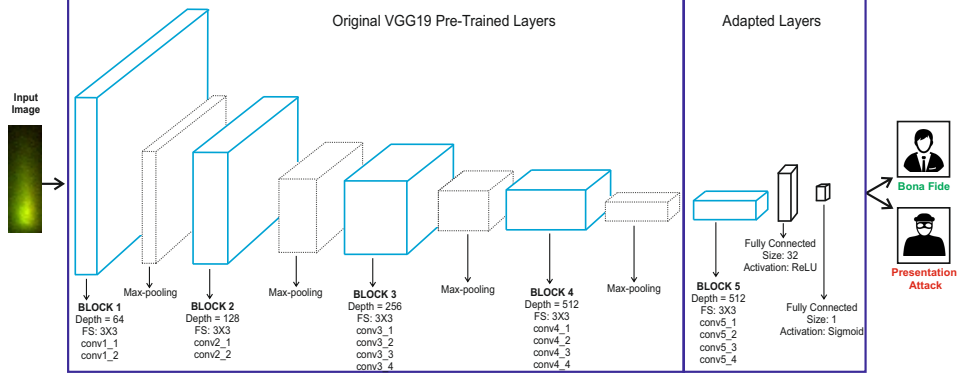 Original VGG19 Pre-Trained Layers
Adapted Layers
Input
Image
BLOCK 1
Depth = 64
FS: 3X3
conv1_1
conv1_2
Max-pooling
BLOCK 2
Depth = 128
FS: 3X3
conv2_1
conv2_2
Max-pooling
BLOCK 3
Depth = 256
FS: 3X3
conv3_1
conv3_2
conv3_3
conv3_4
Max-pooling
BLOCK 4
Depth = 512
FS: 3X3
conv4_1
conv4_2
conv4_3
conv4_4
Max-pooling
BLOCK 5
Depth = 512
FS: 3X3
conv5_1
conv5_2
conv5_3
conv5_4
Fully Connected
Size: 32
Activation: ReLU
Fully Connected
Size: 1
Activation: Sigmoid
Bona Fide
Presentation
Attack